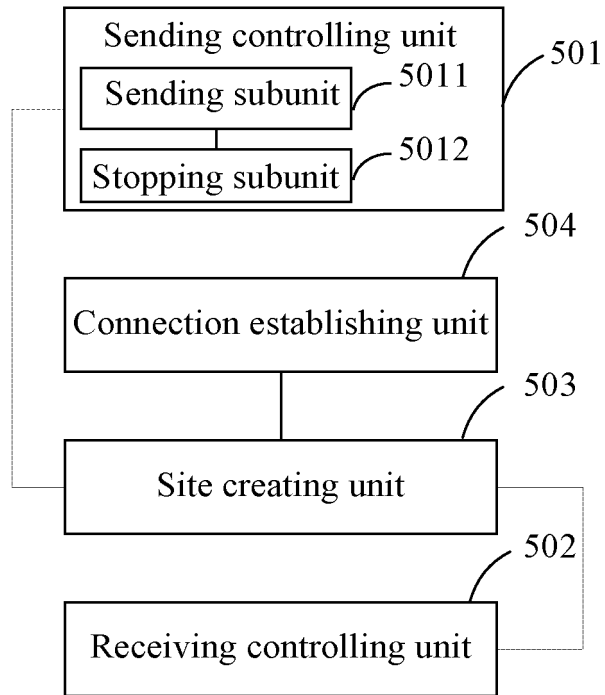 Sending controlling unit
501
Sending subunit
5011
Stopping subunit
5012
504
Connection establishing unit
503
Site creating unit
502
Receiving controlling unit